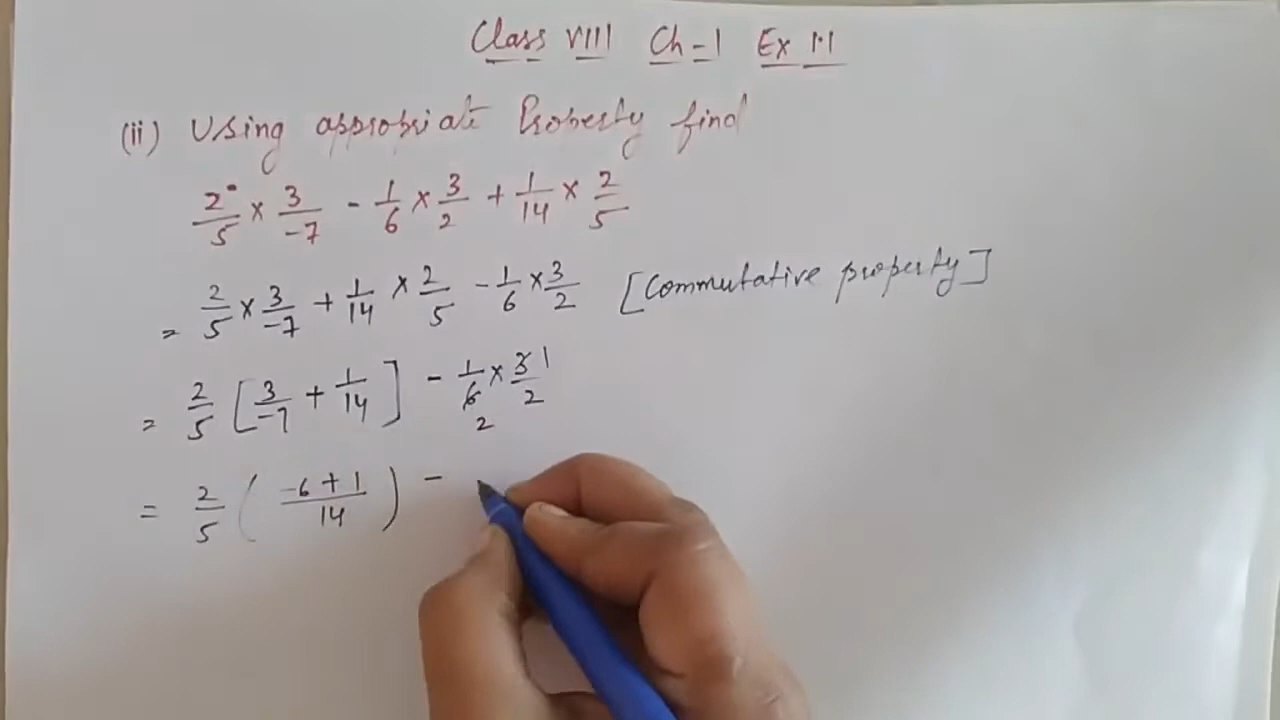 Class VIII Ch-1 Ex 1.1
(ii) Using appropriate Property find
2/5 × 3/-7 - 1/6 × 3/2 + 1/14 × 2/5
= 2/5 × 3/-7 + 1/14 × 2/5 - 1/6 × 3/2 [Commutative property]
= 2/5 [3/-7 + 1/14] - 1/6 × 3/2 1
2
= 2/5 (-6+1/14) -